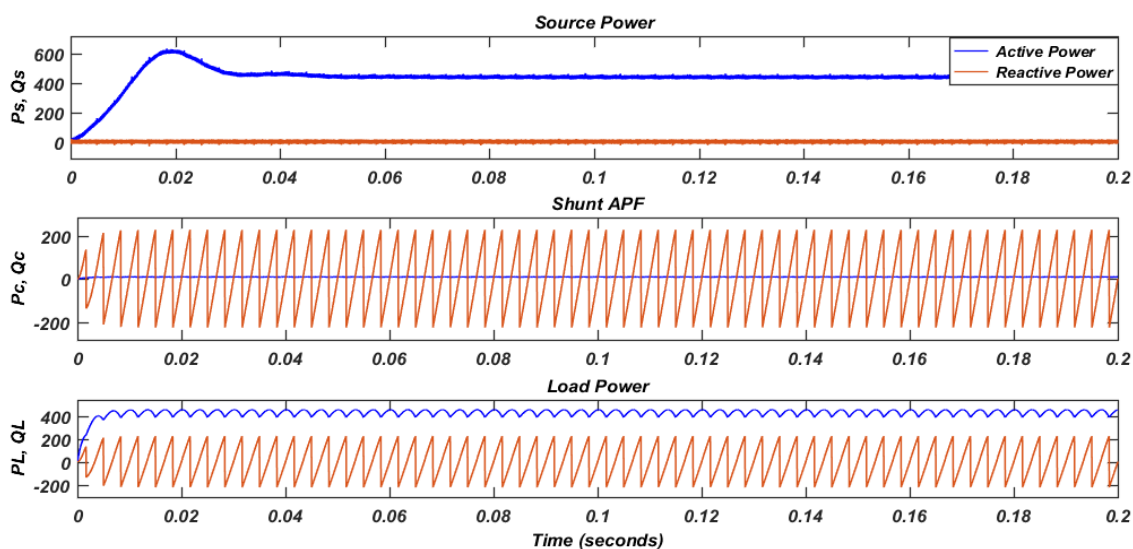 Source Power
Ps, Qs
600
400
200
0
Active Power
Reactive Power
0 0.02 0.04 0.06 0.08 0.1 0.12 0.14 0.16 0.18 0.2
Shunt APF
Pc, Qc
200
0
-200
0 0.02 0.04 0.06 0.08 0.1 0.12 0.14 0.16 0.18 0.2
Load Power
PL, QL
400
200
0
-200
0 0.02 0.04 0.06 0.08 0.1 0.12 0.14 0.16 0.18 0.2
Time (seconds)